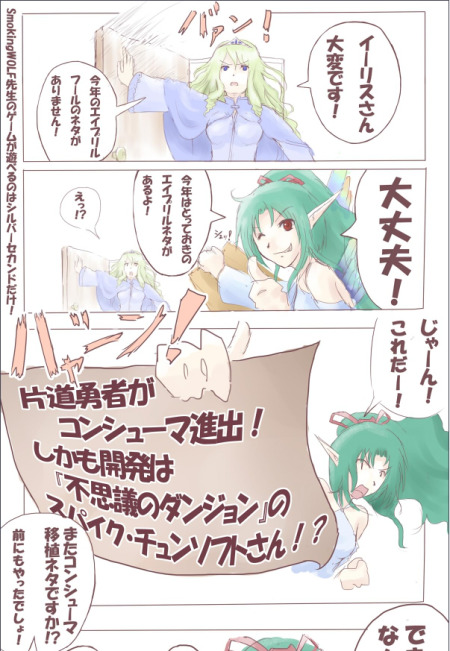 SmokingWOLF先生のゲームが遊べるのはシルバーセカンドだけ！
バァン！
イーリスさん
大変です！
今年のエイプリル
フールのネタが
ありません！
大丈夫！
今年はとっておきの
エイプリルネタが
あるよ！
えっ!?
じゃーん！
これだー！
バァーン！
片道勇者が
コンシューマ進出！
しかも開発は
『不思議のダンジョン』の
スパイク・チュンソフトさん！？
またコンシューマ
移植ネタですか!?
前にもやったでしょ！